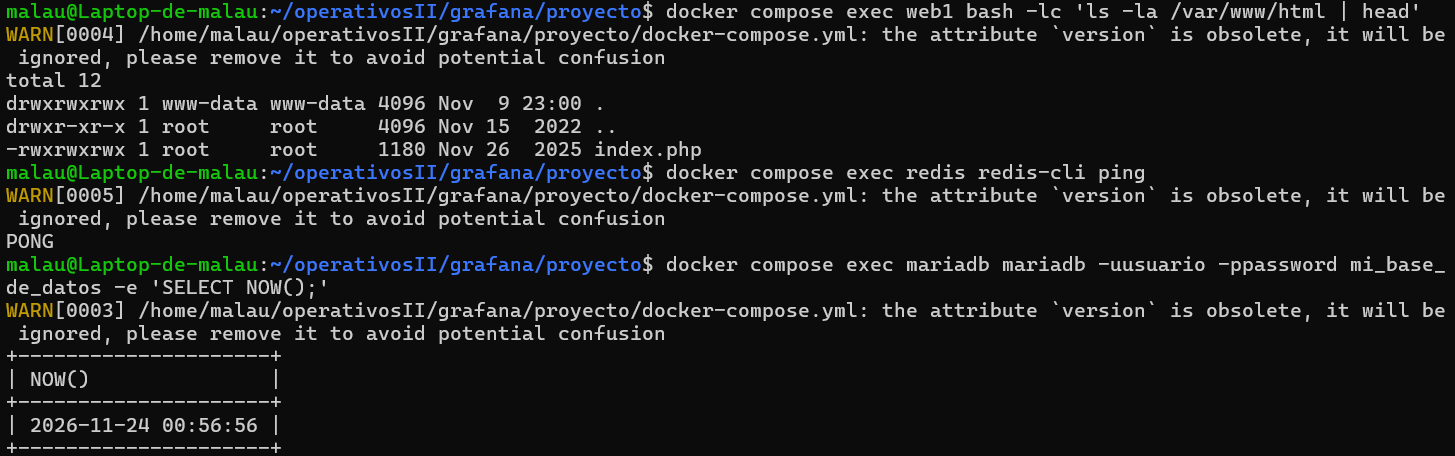 malau@Laptop-de-malau:~/operativosII/grafana/proyecto$ docker compose exec web1 bash -lc 'ls -la /var/www/html | head'
WARN[0004] /home/malau/operativosII/grafana/proyecto/docker-compose.yml: the attribute `version` is obsolete, it will be
 ignored, please remove it to avoid potential confusion
total 12
drwxrwxrwx 1 www-data www-data 4096 Nov  9 23:00 .
drwxr-xr-x 1 root     root     4096 Nov 15  2022 ..
-rwxrwxrwx 1 root     root     1180 Nov 26  2025 index.php
malau@Laptop-de-malau:~/operativosII/grafana/proyecto$ docker compose exec redis redis-cli ping
WARN[0005] /home/malau/operativosII/grafana/proyecto/docker-compose.yml: the attribute `version` is obsolete, it will be
 ignored, please remove it to avoid potential confusion
PONG
malau@Laptop-de-malau:~/operativosII/grafana/proyecto$ docker compose exec mariadb mariadb -uusuario -ppassword mi_base_
de_datos -e 'SELECT NOW();'
WARN[0003] /home/malau/operativosII/grafana/proyecto/docker-compose.yml: the attribute `version` is obsolete, it will be
 ignored, please remove it to avoid potential confusion
+---------------------+
| NOW()               |
+---------------------+
| 2026-11-24 00:56:56 |
+---------------------+